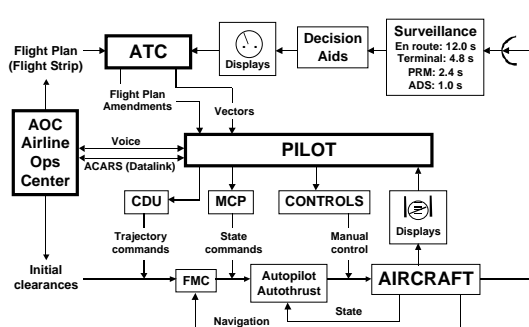 Flight Plan
(Flight Strip)
ATC
Displays
Decision
Aids
Surveillance
En route: 12.0 s
Terminal: 4.8 s
PRM: 2.4 s
ADS: 1.0 s
Flight Plan
Amendments
Vectors
AOC
Airline
Ops
Center
Voice
ACARS (Datalink)
PILOT
CDU
MCP
CONTROLS
Displays
Trajectory
commands
State
commands
Manual
control
Initial
clearances
FMC
Autopilot
Autothrust
AIRCRAFT
State
Navigation